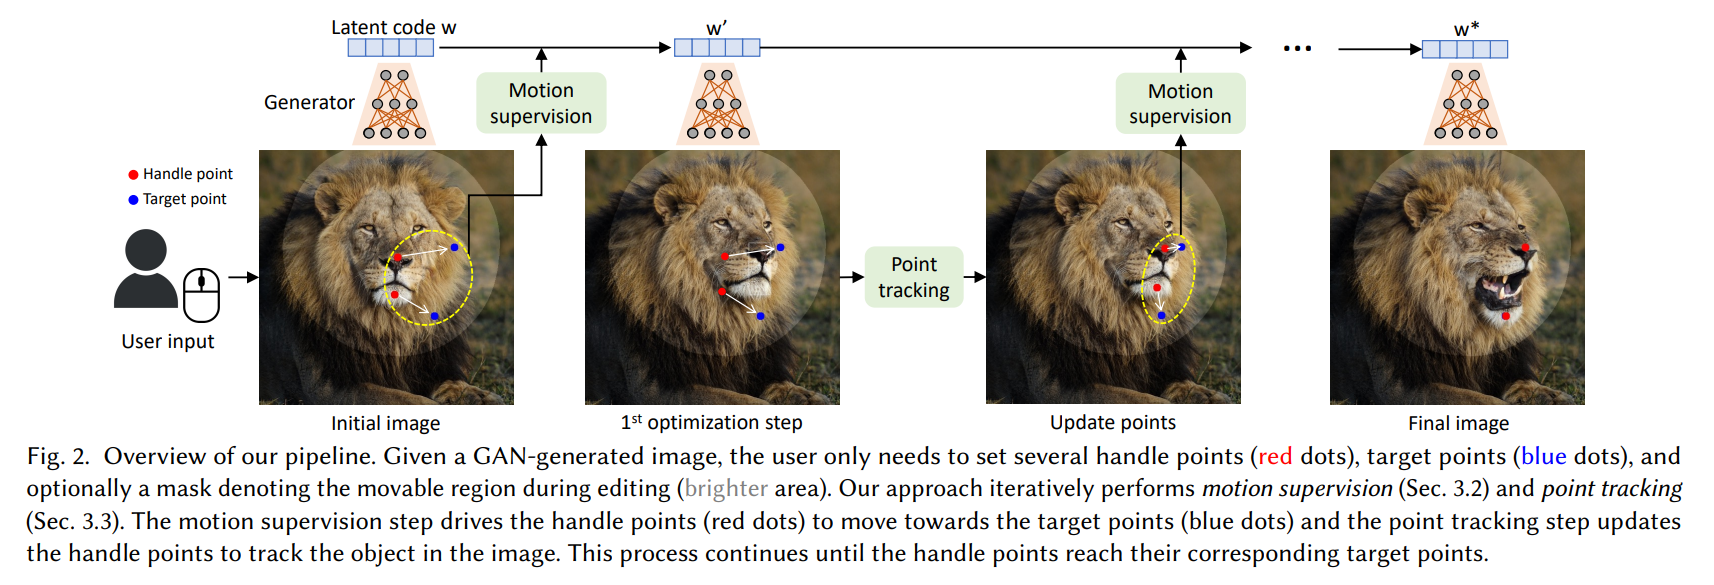 Latent code w
w’
w*
Generator
Motion
supervision
Motion
supervision
Handle point
Target point
Point
tracking
User input
Initial image
1st optimization step
Update points
Final image
Fig. 2. Overview of our pipeline. Given a GAN-generated image, the user only needs to set several handle points (red dots), target points (blue dots), and
optionally a mask denoting the movable region during editing (brighter area). Our approach iteratively performs motion supervision (Sec. 3.2) and point tracking
(Sec. 3.3). The motion supervision step drives the handle points (red dots) to move towards the target points (blue dots) and the point tracking step updates
the handle points to track the object in the image. This process continues until the handle points reach their corresponding target points.